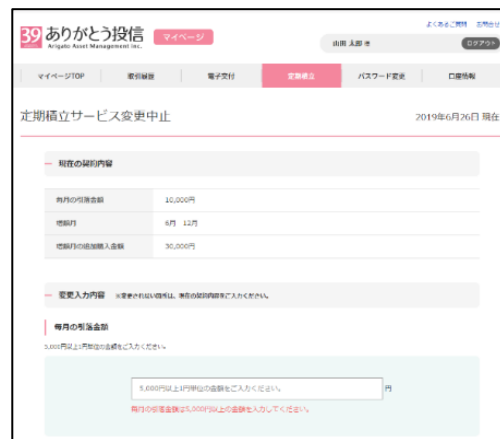 よくあるご質問 お問合せ
39 ありがとう投信 マイページ
Arigato Asset Management Inc.
山田 太郎 様 ログアウト
マイページTOP 取引履歴 電子交付 定期積立 パスワード変更 口座情報
定期積立サービス変更中止 2019年6月26日 現在
現在の契約内容
毎月の引落金額 10,000円
増額月 6月 12月
増額月の追加購入金額 30,000円
変更入力内容 ※変更されない箇所は、現在の契約内容をご入力ください。
毎月の引落金額
5,000円以上1円単位の金額をご入力ください。
5,000円以上1円単位の金額をご入力ください。 円
毎月の引落金額は5,000円以上の金額を入力してください。